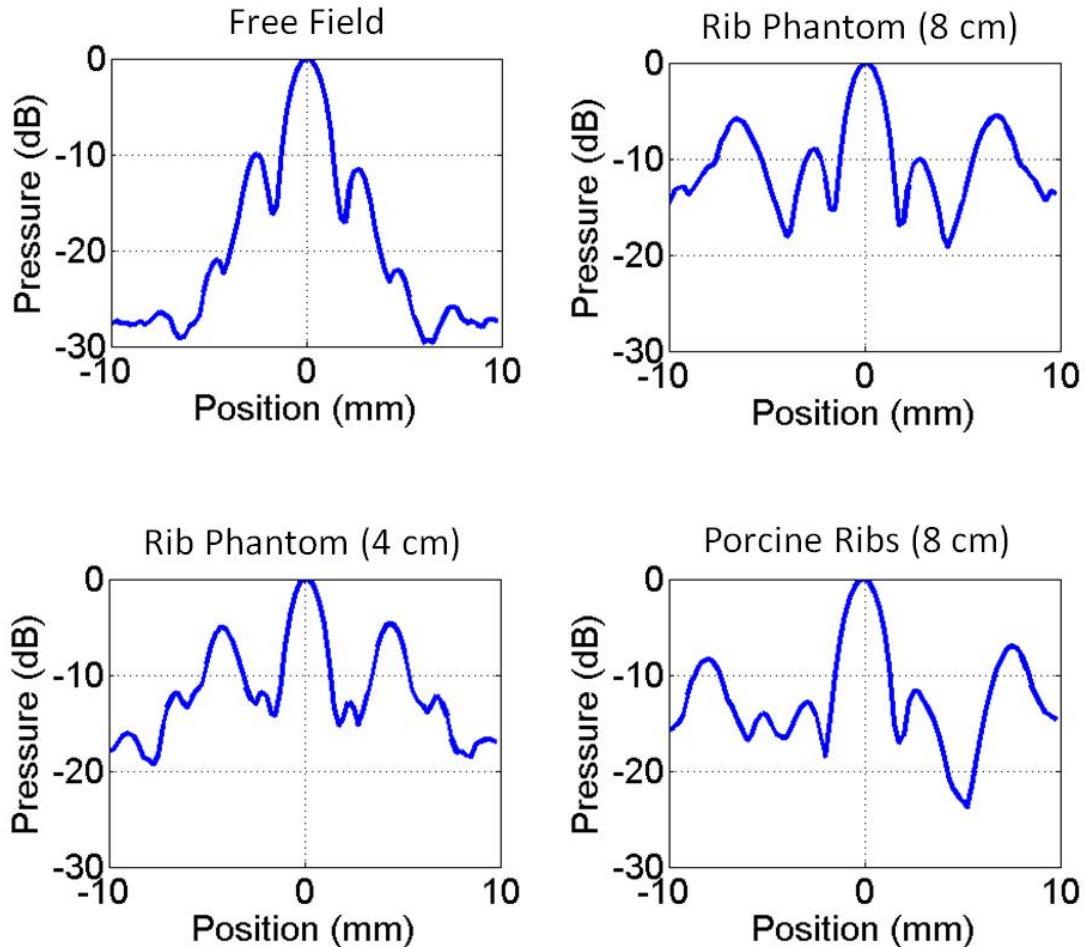 Free Field
0
-10
-20
-30
-10
0
10
Pressure (dB)
Position (mm)
Rib Phantom (8 cm)
0
-10
-20
-30
-10
0
10
Pressure (dB)
Position (mm)
Rib Phantom (4 cm)
0
-10
-20
-30
-10
0
10
Pressure (dB)
Position (mm)
Porcine Ribs (8 cm)
0
-10
-20
-30
-10
0
10
Pressure (dB)
Position (mm)